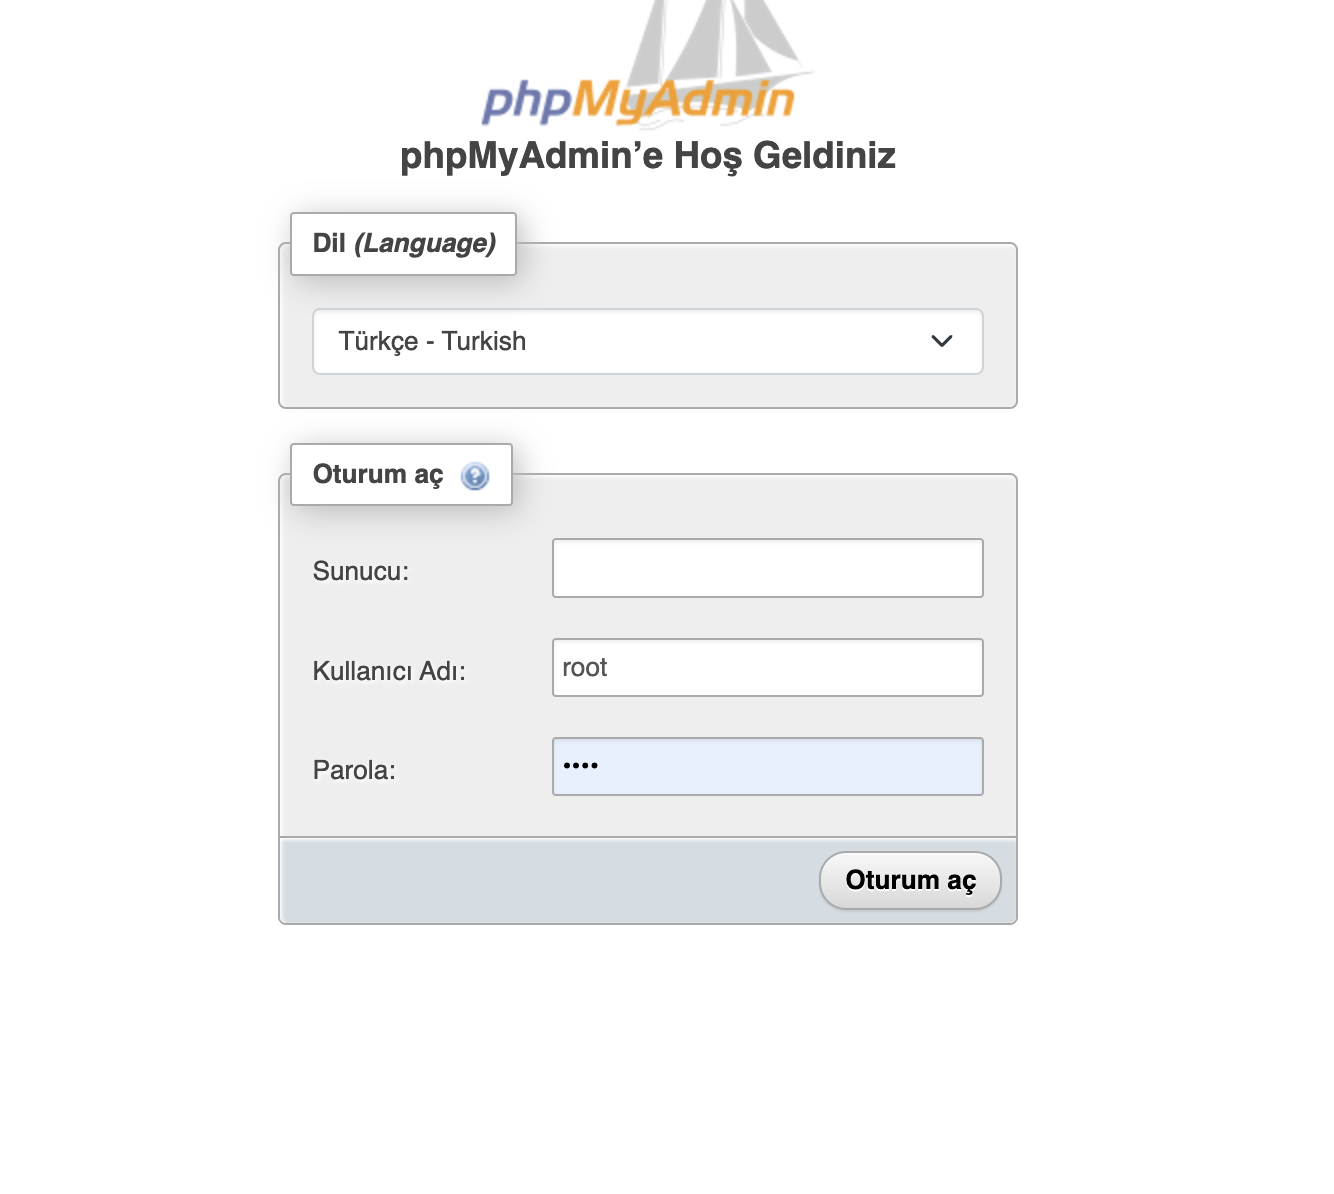 phpMyAdmin
phpMyAdmin’e Hoş Geldiniz
Dil (Language)
Türkçe - Turkish
Oturum aç
Sunucu:
Kullanıcı Adı:
root
Parola:
Oturum aç